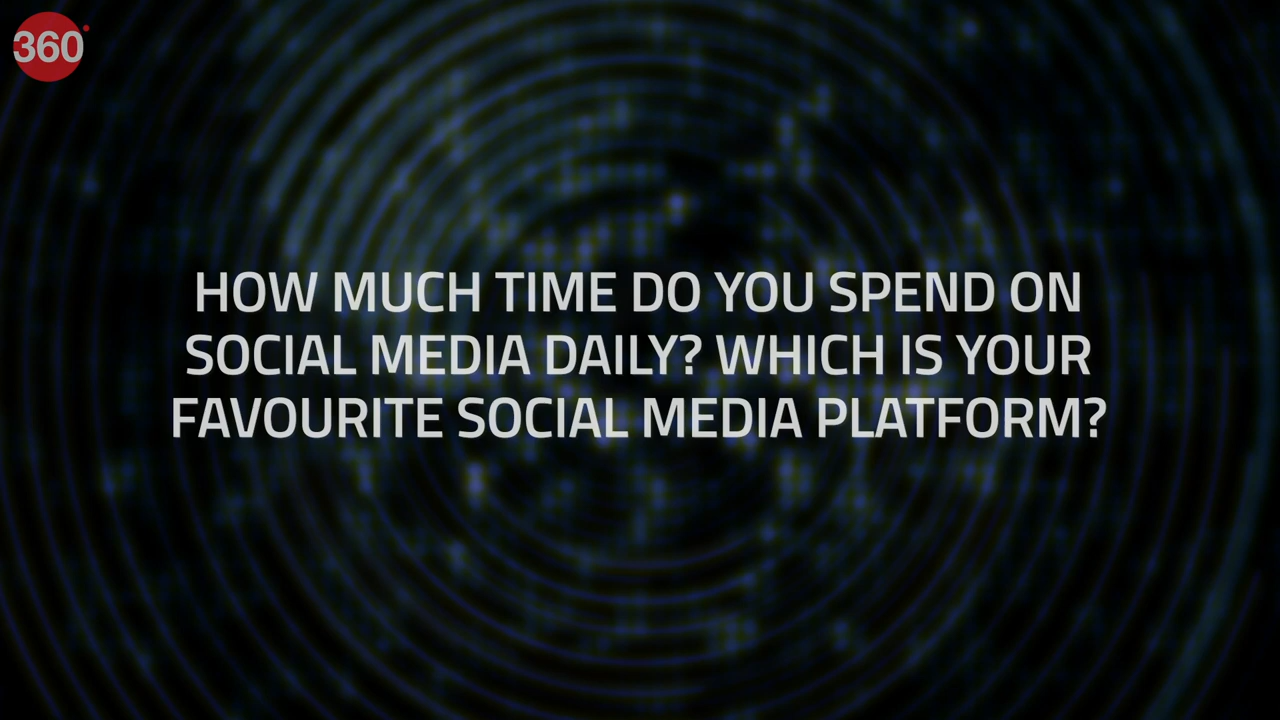 360°
HOW MUCH TIME DO YOU SPEND ON
SOCIAL MEDIA DAILY? WHICH IS YOUR
FAVOURITE SOCIAL MEDIA PLATFORM?